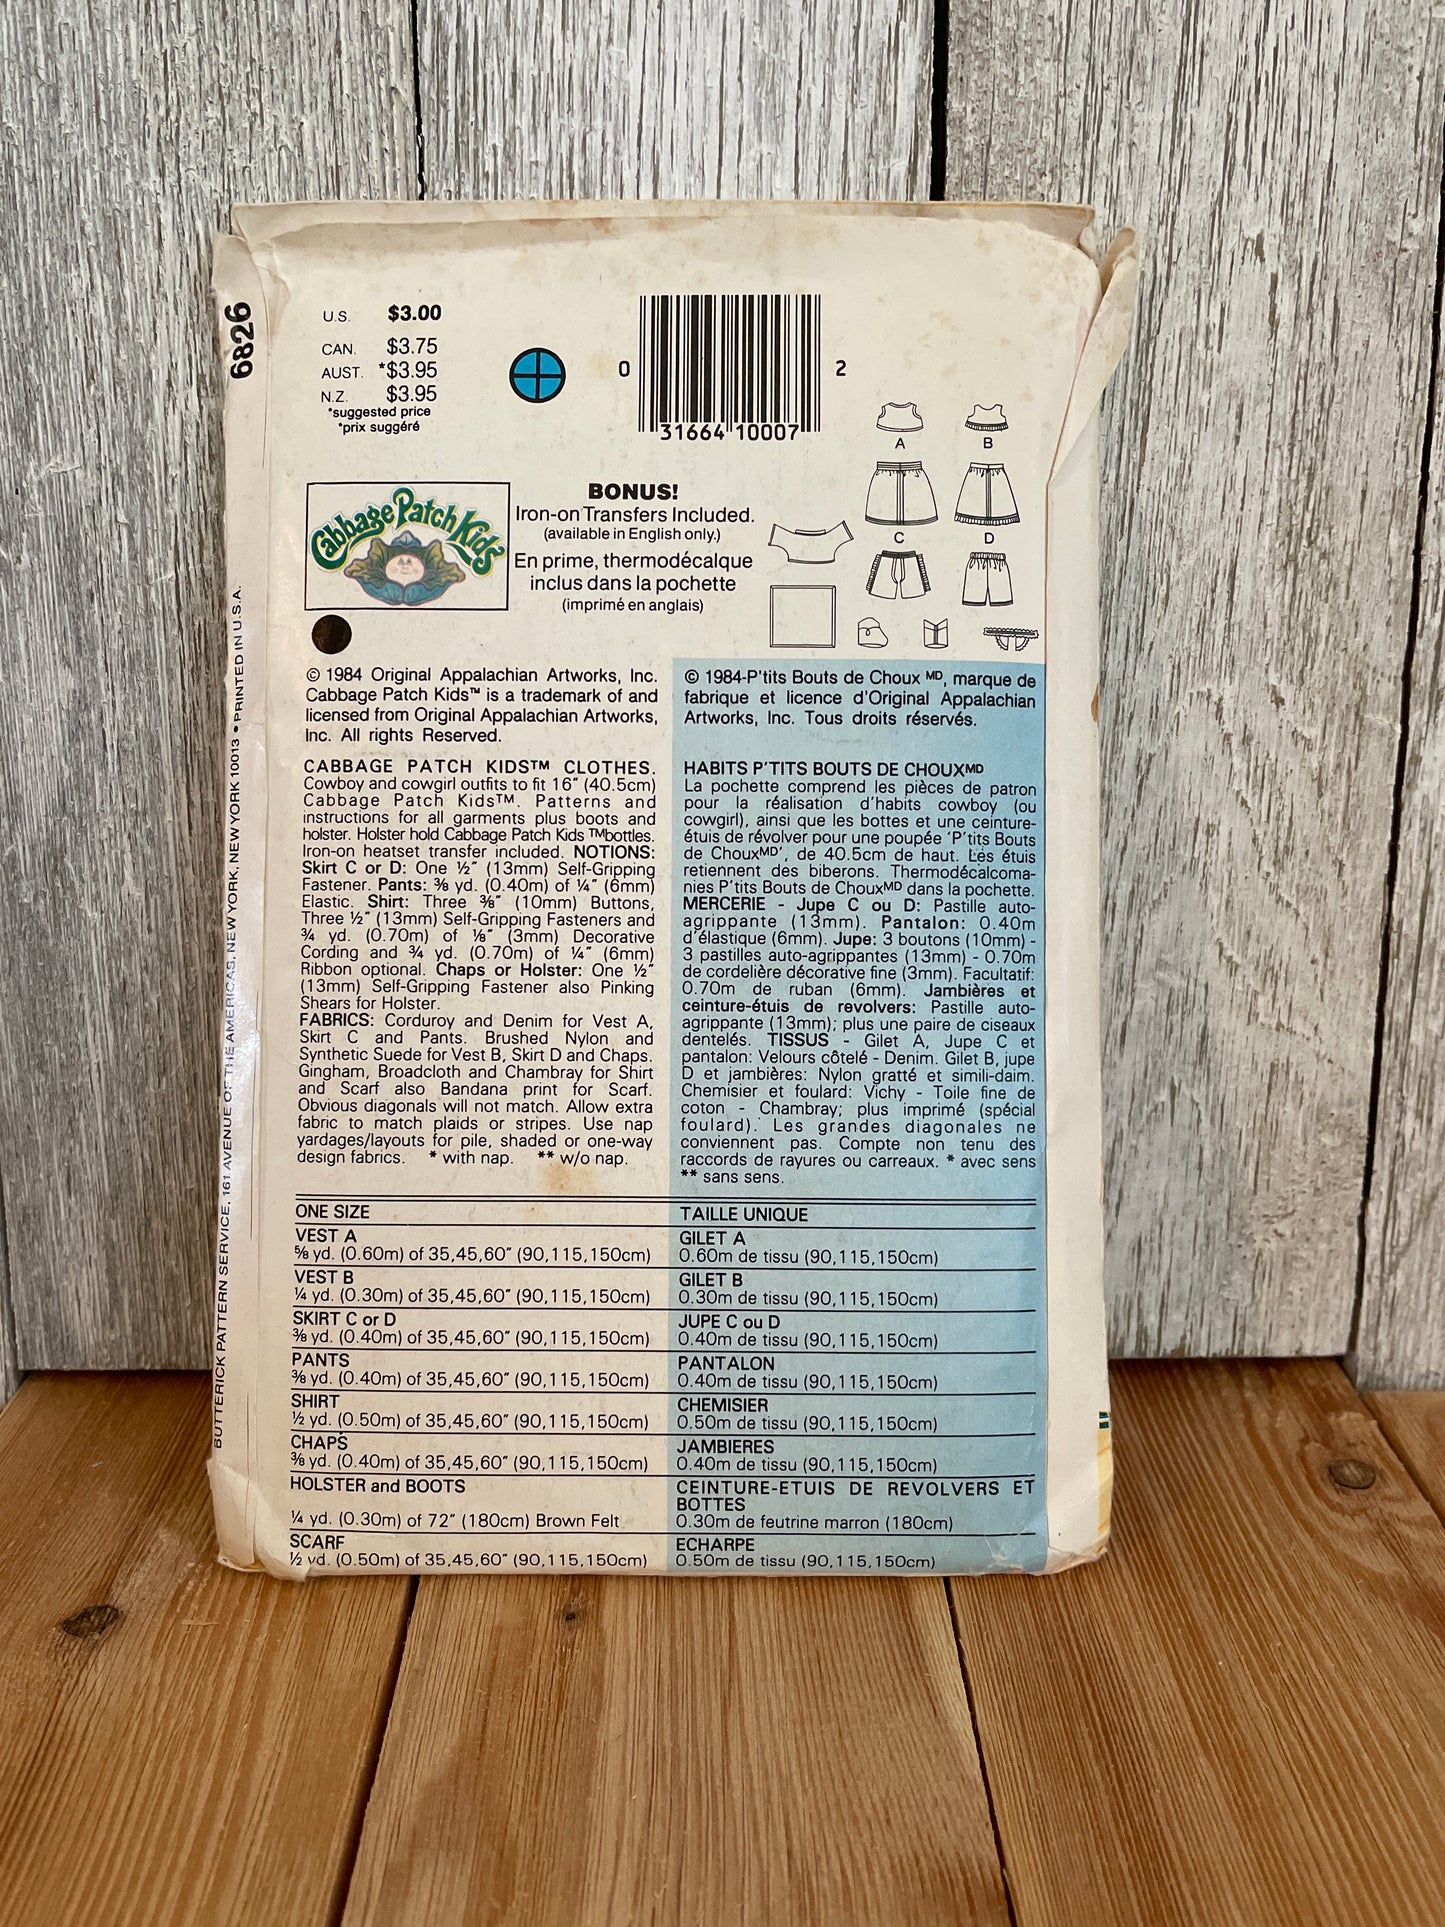 6826
U.S. $3.00
CAN. $3.75
AUST. *$3.95
N.Z. $3.95
*suggested price
*prix suggéré
0 31664 10007 2
A B
C D
Cabbage Patch Kids
BONUS!
Iron-on Transfers Included.
(available in English only.)
En prime, thermodécalque
inclus dans la pochette
(imprimé en anglais)
© 1984 Original Appalachian Artworks, Inc.
Cabbage Patch Kids™ is a trademark of and
licensed from Original Appalachian Artworks,
Inc. All rights Reserved.
CABBAGE PATCH KIDS™ CLOTHES.
Cowboy and cowgirl outfits to fit 16" (40.5cm)
Cabbage Patch Kids™. Patterns and
instructions for all garments plus boots and
holster. Holster hold Cabbage Patch Kids ™bottles.
Iron-on heatset transfer included. NOTIONS:
Skirt C or D: One ½" (13mm) Self-Gripping
Fastener. Pants: ⅜ yd. (0.40m) of ¼" (6mm)
Elastic. Shirt: Three ⅜" (10mm) Buttons,
Three ½" (13mm) Self-Gripping Fasteners and
¾ yd. (0.70m) of ⅛" (3mm) Decorative
Cording and ¾ yd. (0.70m) of ¼" (6mm)
Ribbon optional. Chaps or Holster: One ½"
(13mm) Self-Gripping Fastener also Pinking
Shears for Holster.
FABRICS: Corduroy and Denim for Vest A,
Skirt C and Pants. Brushed Nylon and
Synthetic Suede for Vest B, Skirt D and Chaps.
Gingham, Broadcloth and Chambray for Shirt
and Scarf also Bandana print for Scarf.
Obvious diagonals will not match. Allow extra
fabric to match plaids or stripes. Use nap
yardages/layouts for pile, shaded or one-way
design fabrics. * with nap. ** w/o nap.
© 1984-P'tits Bouts de Choux MD, marque de
fabrique et licence d'Original Appalachian
Artworks, Inc. Tous droits réservés.
HABITS P'TITS BOUTS DE CHOUXMD
La pochette comprend les pièces de patron
pour la réalisation d'habits cowboy (ou
cowgirl), ainsi que les bottes et une ceinture-
étuis de révolver pour une poupée 'P'tits Bouts
de ChouxMD', de 40.5cm de haut. Les étuis
retiennent des biberons. Thermodécalcoma-
nies P'tits Bouts de ChouxMD dans la pochette.
MERCERIE - Jupe C ou D: Pastille auto-
agrippante (13mm). Pantalon: 0.40m
d'élastique (6mm). Jupe: 3 boutons (10mm) -
3 pastilles auto-agrippantes (13mm) - 0.70m
de cordelière décorative fine (3mm). Facultatif:
0.70m de ruban (6mm). Jambières et
ceinture-étuis de revolvers: Pastille auto-
agrippante (13mm); plus une paire de ciseaux
dentelés. TISSUS - Gilet A, Jupe C et
pantalon: Velours côtelé - Denim. Gilet B, jupe
D et jambières: Nylon gratté et simili-daim.
Chemisier et foulard: Vichy - Toile fine de
coton - Chambray; plus imprimé (spécial
foulard). Les grandes diagonales ne
conviennent pas. Compte non tenu des
raccords de rayures ou carreaux. * avec sens
** sans sens.
ONE SIZE
VEST A
⅝ yd. (0.60m) of 35,45,60" (90,115,150cm)
VEST B
¼ yd. (0.30m) of 35,45,60" (90,115,150cm)
SKIRT C or D
⅜ yd. (0.40m) of 35,45,60" (90,115,150cm)
PANTS
⅜ yd. (0.40m) of 35,45,60" (90,115,150cm)
SHIRT
½ yd. (0.50m) of 35,45,60" (90,115,150cm)
CHAPS
⅜ yd. (0.40m) of 35,45,60" (90,115,150cm)
HOLSTER and BOOTS
¼ yd. (0.30m) of 72" (180cm) Brown Felt
SCARF
½ yd. (0.50m) of 35,45,60" (90,115,150cm)
TAILLE UNIQUE
GILET A
0.60m de tissu (90,115,150cm)
GILET B
0.30m de tissu (90,115,150cm)
JUPE C ou D
0.40m de tissu (90,115,150cm)
PANTALON
0.40m de tissu (90,115,150cm)
CHEMISIER
0.50m de tissu (90,115,150cm)
JAMBIERES
0.40m de tissu (90,115,150cm)
CEINTURE-ETUIS DE REVOLVERS ET
BOTTES
0.30m de feutrine marron (180cm)
ECHARPE
0.50m de tissu (90,115,150cm)
BUTTERICK PATTERN SERVICE, 161 AVENUE OF THE AMERICAS, NEW YORK, NEW YORK 10013 • PRINTED IN U.S.A.